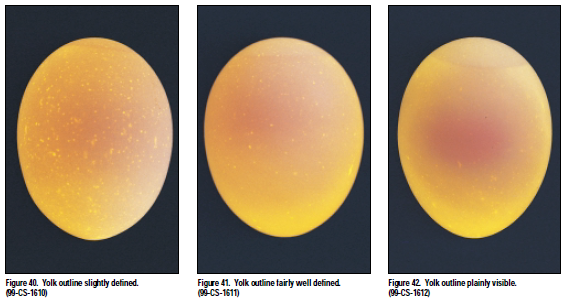 Figure 40. Yolk outline slightly defined.
(99-CS-1610)
Figure 41. Yolk outline fairly well defined.
(99-CS-1611)
Figure 42. Yolk outline plainly visible.
(99-CS-1612)